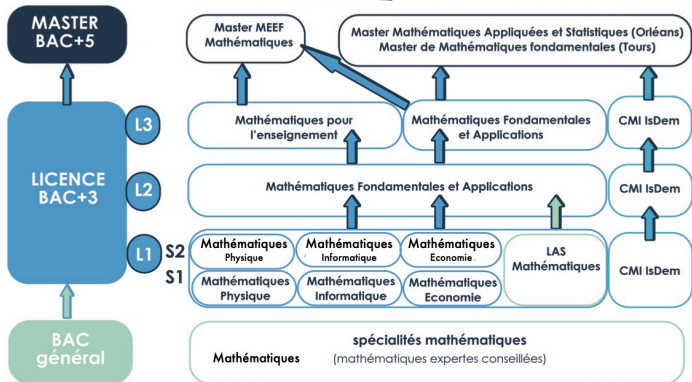 MASTER
BAC+5
Master MEEF
Mathématiques
Master Mathématiques Appliquées et Statistiques (Orléans)
Master de Mathématiques fondamentales (Tours)
LICENCE
BAC+3
L3
Mathématiques pour
l'enseignement
Mathématiques Fondamentales
et Applications
CMI IsDem
L2
Mathématiques Fondamentales et Applications
CMI IsDem
L1
S2
Mathématiques
Physique
Mathématiques
Informatique
Mathématiques
Economie
LAS
Mathématiques
CMI IsDem
S1
Mathématiques
Physique
Mathématiques
Informatique
Mathématiques
Economie
BAC
général
spécialités mathématiques
Mathématiques (mathématiques expertes conseillées)